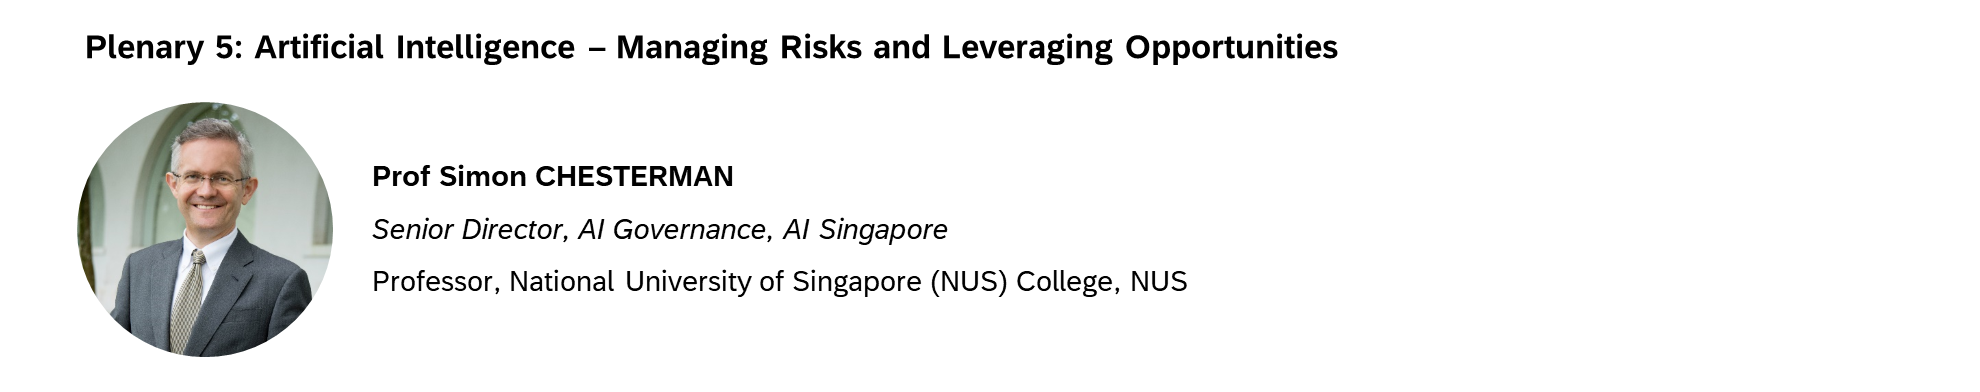 Plenary 5: Artificial Intelligence – Managing Risks and Leveraging Opportunities
Prof Simon CHESTERMAN
Senior Director, AI Governance, AI Singapore
Professor, National University of Singapore (NUS) College, NUS